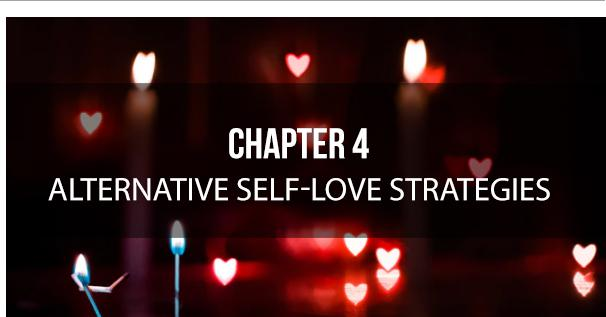 CHAPTER 4
ALTERNATIVE SELF-LOVE STRATEGIES